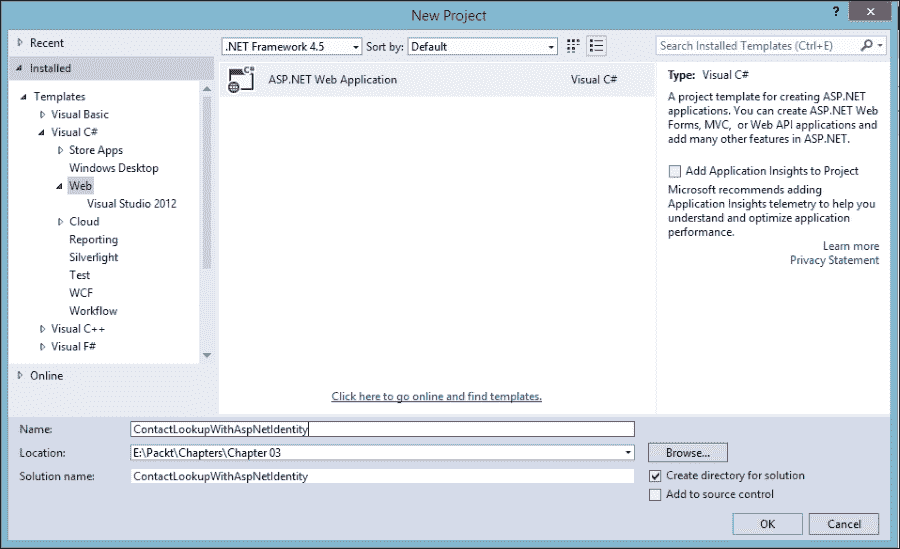 New Project
?
Recent
.NET Framework 4.5
Sort by: Default
Search Installed Templates (Ctrl+E)
Installed
Templates
Visual Basic
Visual C#
Store Apps
Windows Desktop
Web
Visual Studio 2012
Cloud
Reporting
Silverlight
Test
WCF
Workflow
Visual C++
Visual F#
Online
C#
ASP.NET Web Application
Visual C#
Click here to go online and find templates.
Type: Visual C#
A project template for creating ASP.NET
applications. You can create ASP.NET Web
Forms, MVC, or Web API applications and
add many other features in ASP.NET.
Add Application Insights to Project
Microsoft recommends adding
Application Insights telemetry to help you
understand and optimize application
performance.
Learn more
Privacy Statement
Name: ContactLookupWithAspNetIdentity
Location: E:\Packt\Chapters\Chapter 03
Browse...
Solution name: ContactLookupWithAspNetIdentity
Create directory for solution
Add to source control
OK
Cancel